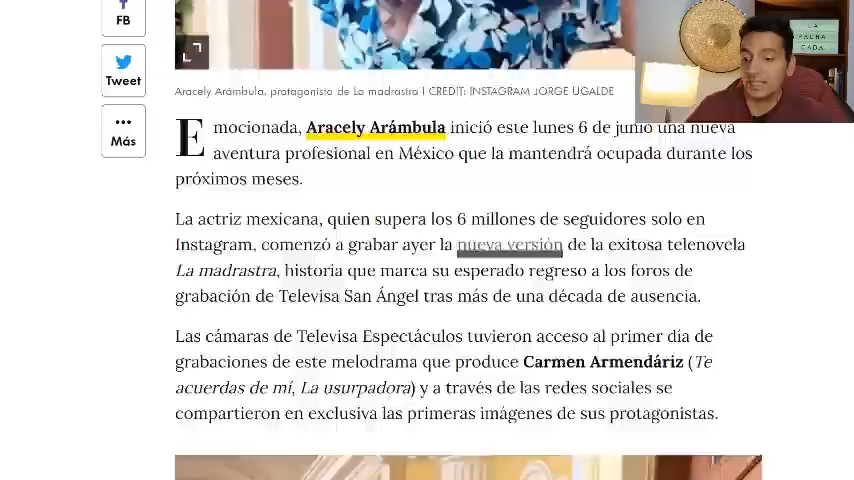 FB
Tweet
Más
LA
PAUSA
CADA
Aracely Arámbula, protagonista de La madrastra | CREDIT: INSTAGRAM JORGE UGALDE
Emocionada, Aracely Arámbula inició este lunes 6 de junio una nueva
aventura profesional en México que la mantendrá ocupada durante los
próximos meses.
La actriz mexicana, quien supera los 6 millones de seguidores solo en
Instagram, comenzó a grabar ayer la nueva versión de la exitosa telenovela
La madrastra, historia que marca su esperado regreso a los foros de
grabación de Televisa San Ángel tras más de una década de ausencia.
Las cámaras de Televisa Espectáculos tuvieron acceso al primer día de
grabaciones de este melodrama que produce Carmen Armendáriz (Te
acuerdas de mí, La usurpadora) y a través de las redes sociales se
compartieron en exclusiva las primeras imágenes de sus protagonistas.